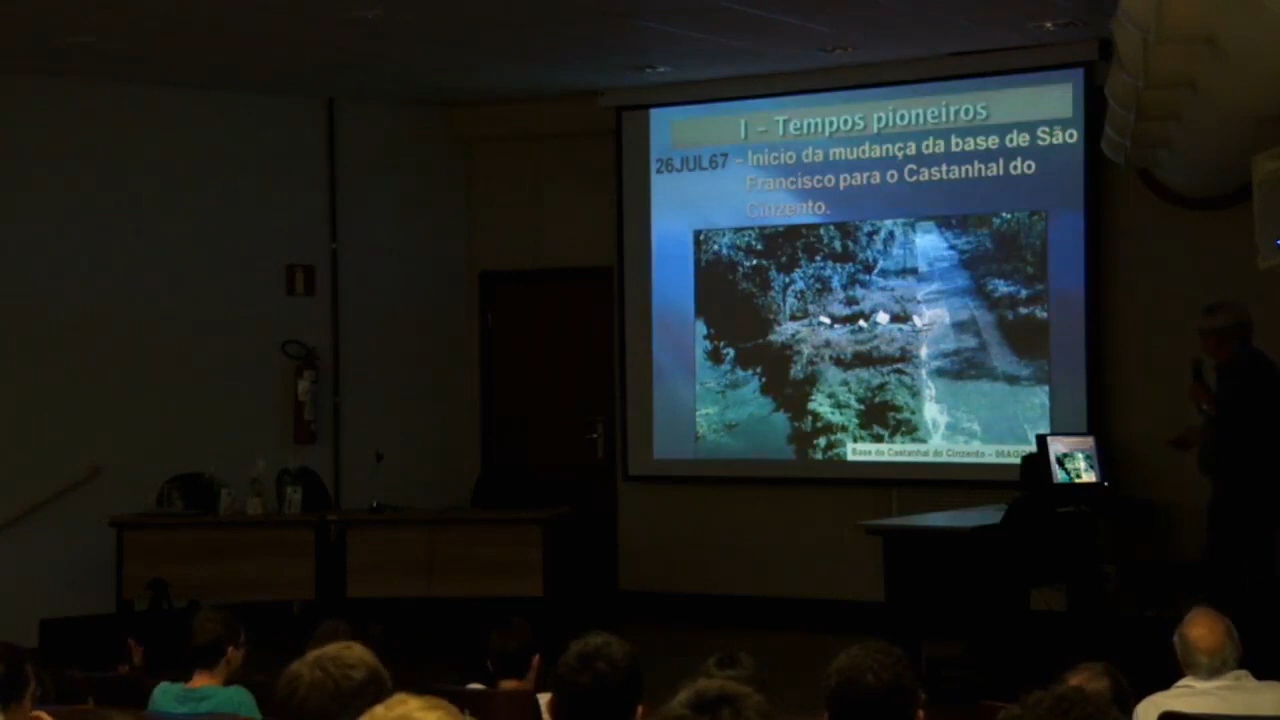 I - Tempos pioneiros
26JUL67 - Início da mudança da base de São
Francisco para o Castanhal do
Cinzento.
Base do Castanhal do Cinzento -